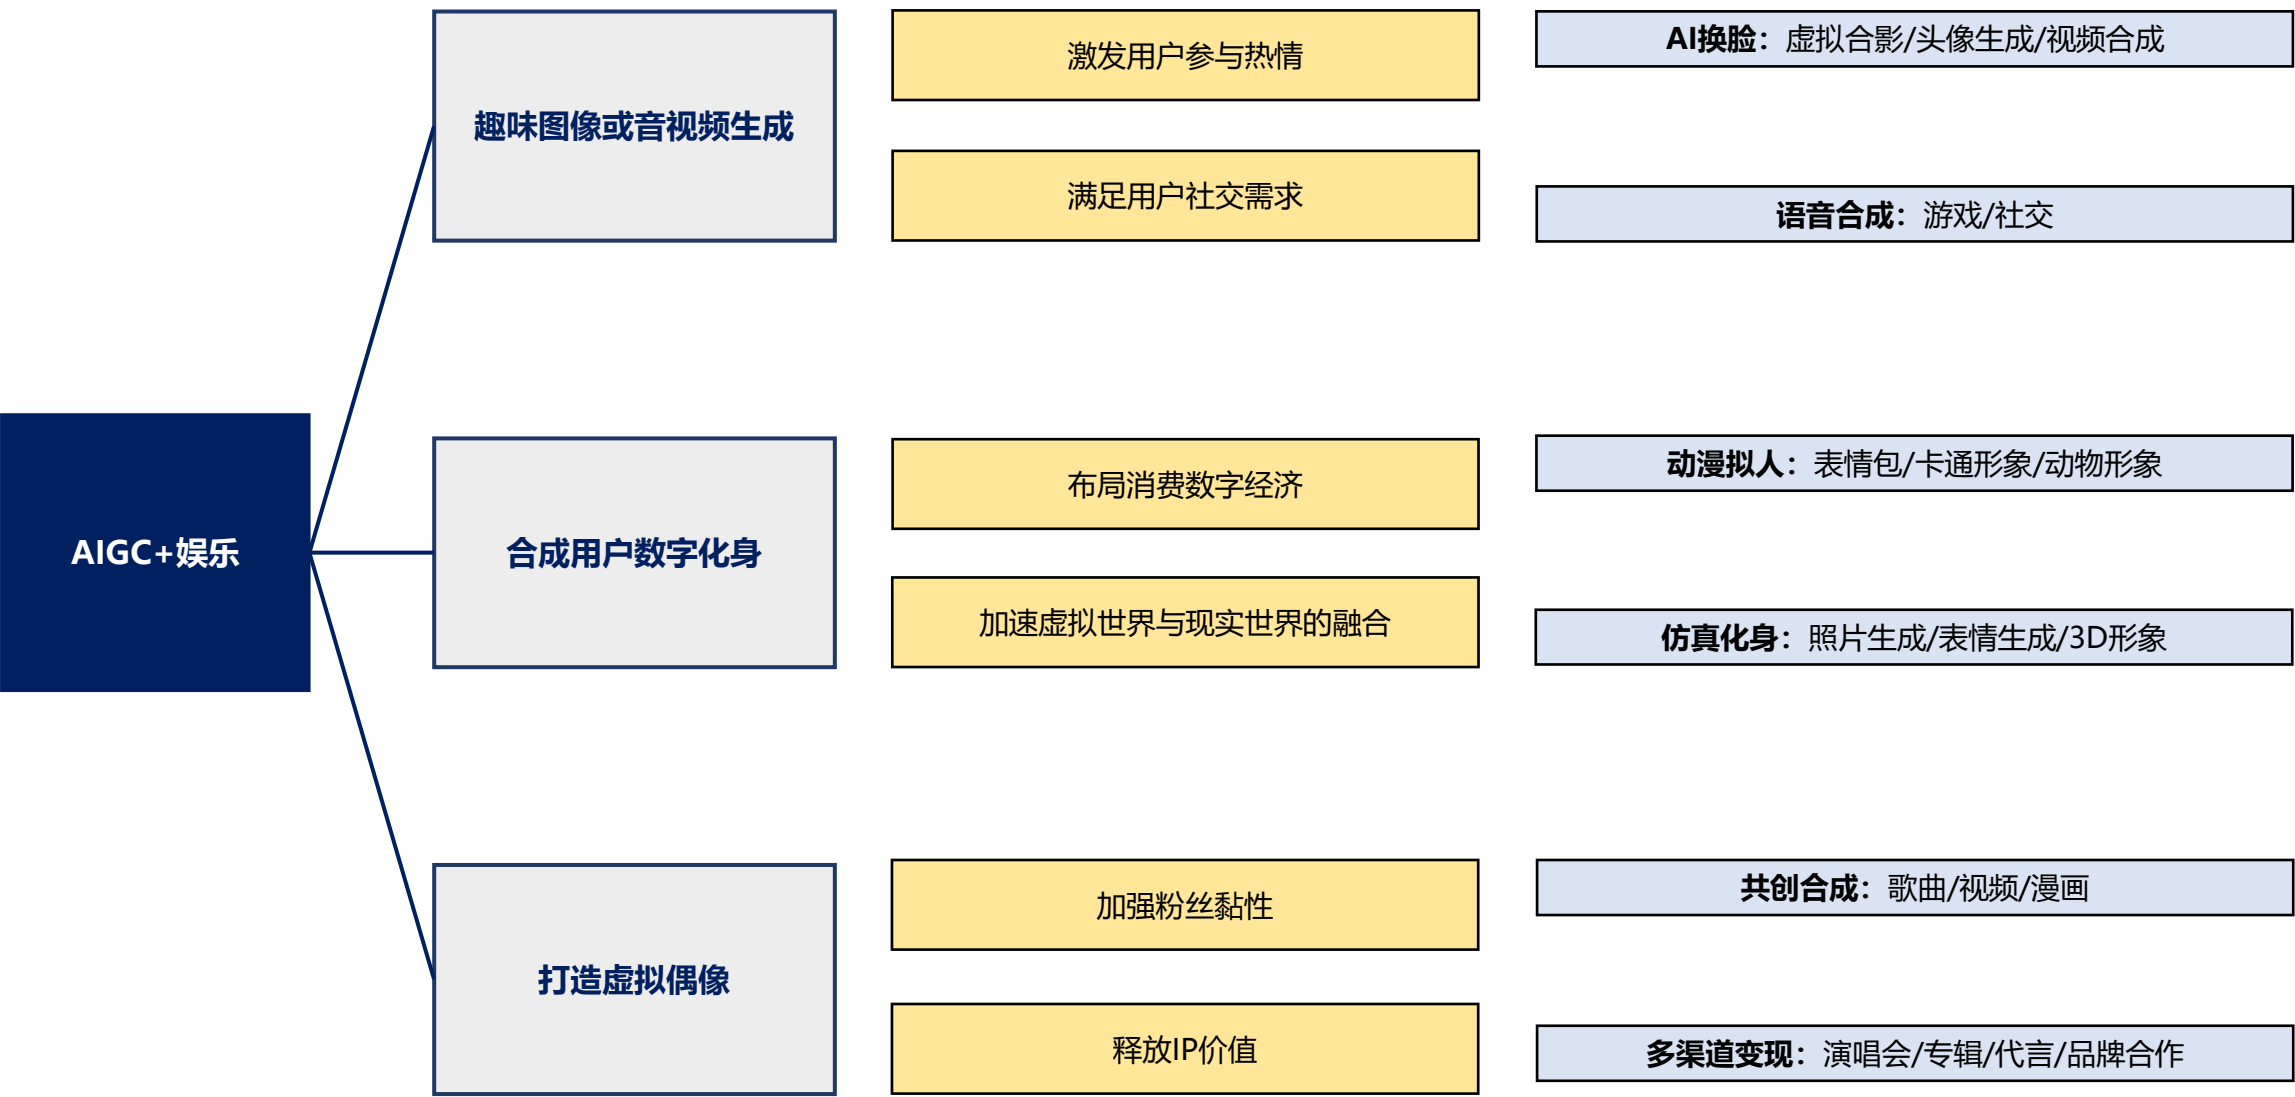 AIGC+娱乐
趣味图像或音视频生成
激发用户参与热情
满足用户社交需求
AI换脸：虚拟合影/头像生成/视频合成
语音合成：游戏/社交
合成用户数字化身
布局消费数字经济
加速虚拟世界与现实世界的融合
动漫拟人：表情包/卡通形象/动物形象
仿真化身：照片生成/表情生成/3D形象
打造虚拟偶像
加强粉丝黏性
释放IP价值
共创合成：歌曲/视频/漫画
多渠道变现：演唱会/专辑/代言/品牌合作